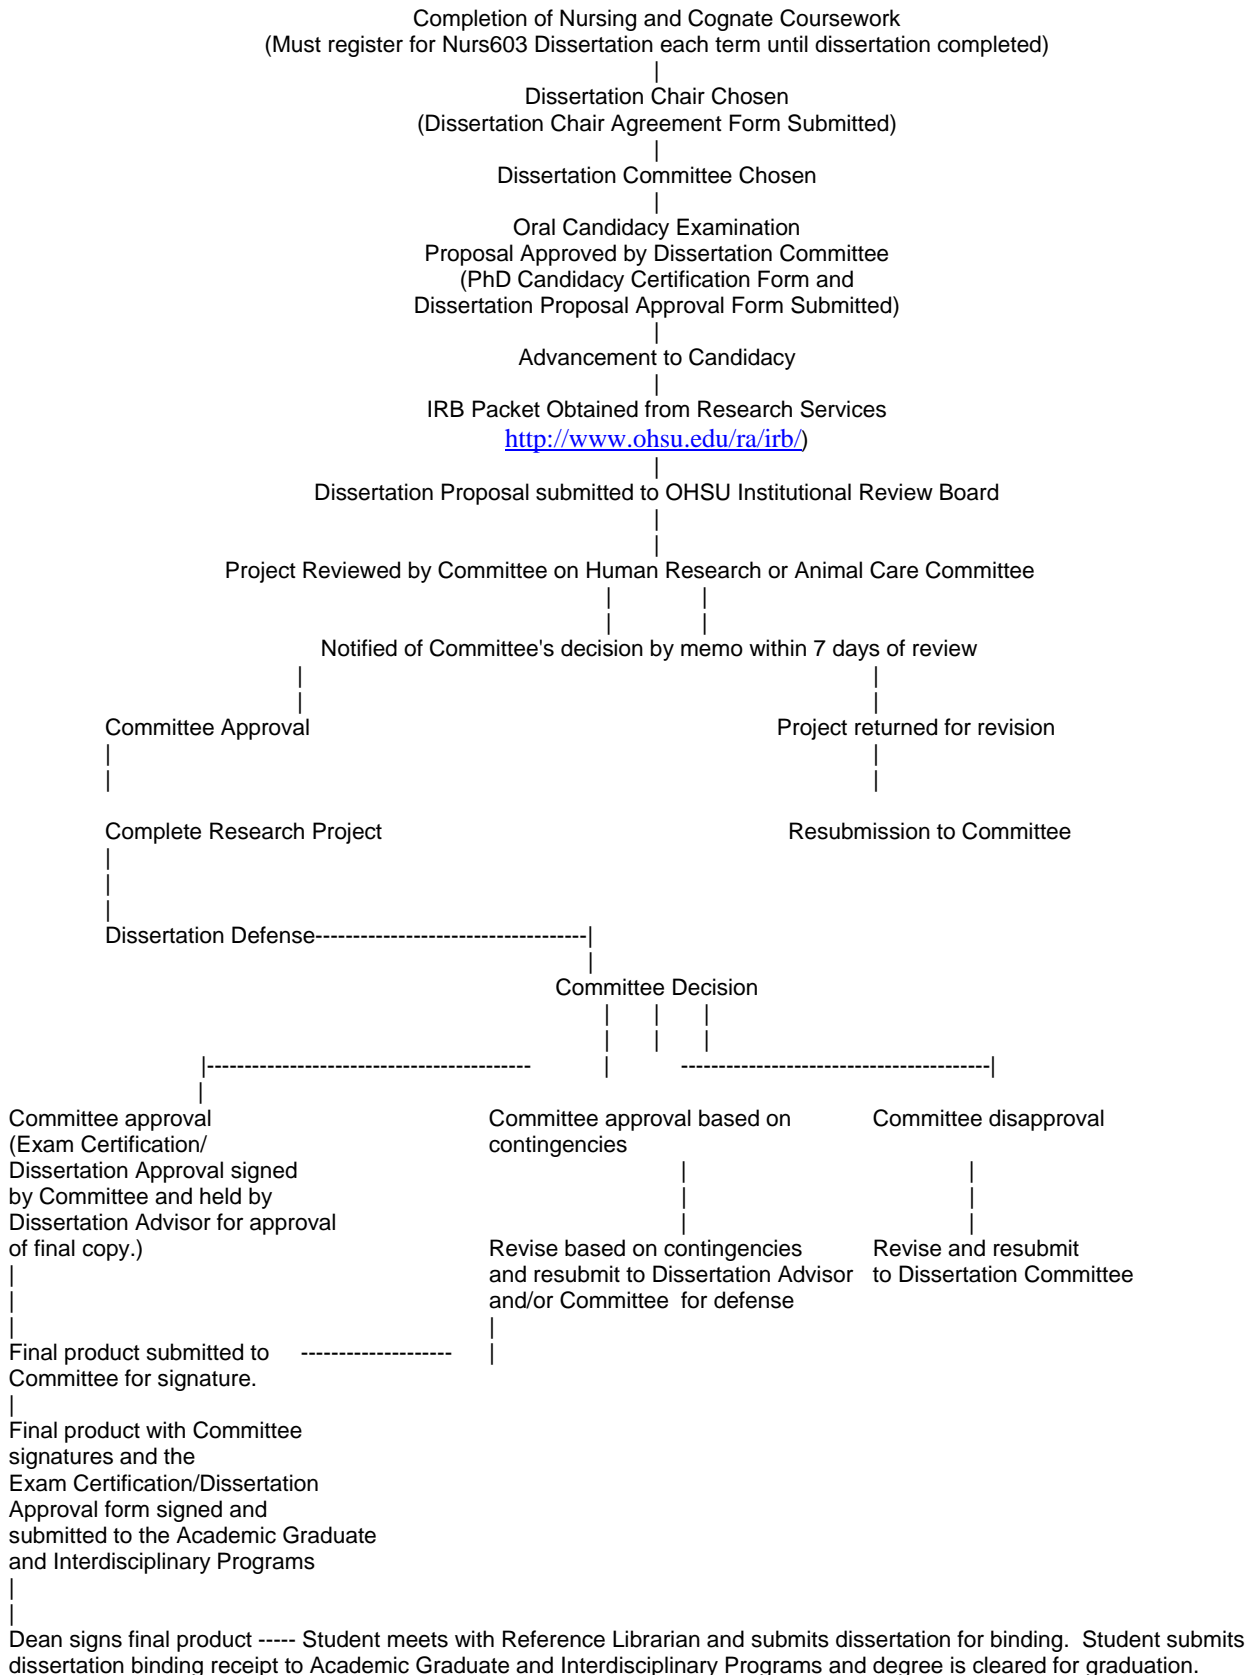 Completion of Nursing and Cognate Coursework
(Must register for Nurs603 Dissertation each term until dissertation completed)
|
Dissertation Chair Chosen
(Dissertation Chair Agreement Form Submitted)
|
Dissertation Committee Chosen
|
Oral Candidacy Examination
Proposal Approved by Dissertation Committee
(PhD Candidacy Certification Form and
Dissertation Proposal Approval Form Submitted)
|
Advancement to Candidacy
|
IRB Packet Obtained from Research Services
http://www.ohsu.edu/ra/irb/)
|
Dissertation Proposal submitted to OHSU Institutional Review Board
|
|
Project Reviewed by Committee on Human Research or Animal Care Committee
| |
| |
Notified of Committee's decision by memo within 7 days of review
| |
| |
Committee Approval Project returned for revision
| |
| |
Complete Research Project Resubmission to Committee
|
|
|
Dissertation Defense------------------------------------|
|
Committee Decision
| | |
| | |
|------------------------------------------- | -----------------------------------------|
|
Committee approval Committee approval based on Committee disapproval
(Exam Certification/ contingencies
Dissertation Approval signed | |
by Committee and held by | |
Dissertation Advisor for approval | |
of final copy.) Revise based on contingencies Revise and resubmit
| and resubmit to Dissertation Advisor to Dissertation Committee
| and/or Committee for defense
| |
Final product submitted to -------------------- |
Committee for signature.
|
Final product with Committee
signatures and the
Exam Certification/Dissertation
Approval form signed and
submitted to the Academic Graduate
and Interdisciplinary Programs
|
|
Dean signs final product ----- Student meets with Reference Librarian and submits dissertation for binding. Student submits
dissertation binding receipt to Academic Graduate and Interdisciplinary Programs and degree is cleared for graduation.